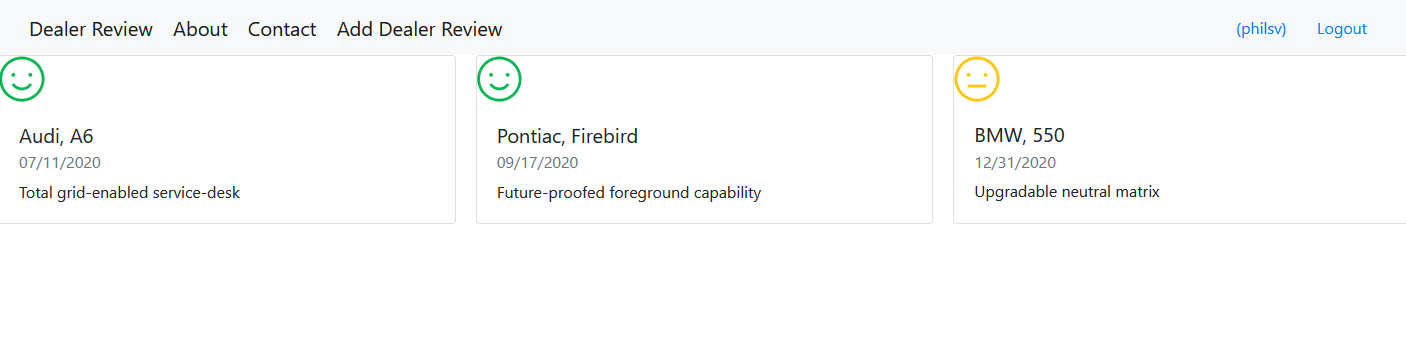 Dealer Review About Contact Add Dealer Review (philsv) Logout
Audi, A6
07/11/2020
Total grid-enabled service-desk
Pontiac, Firebird
09/17/2020
Future-proofed foreground capability
BMW, 550
12/31/2020
Upgradable neutral matrix